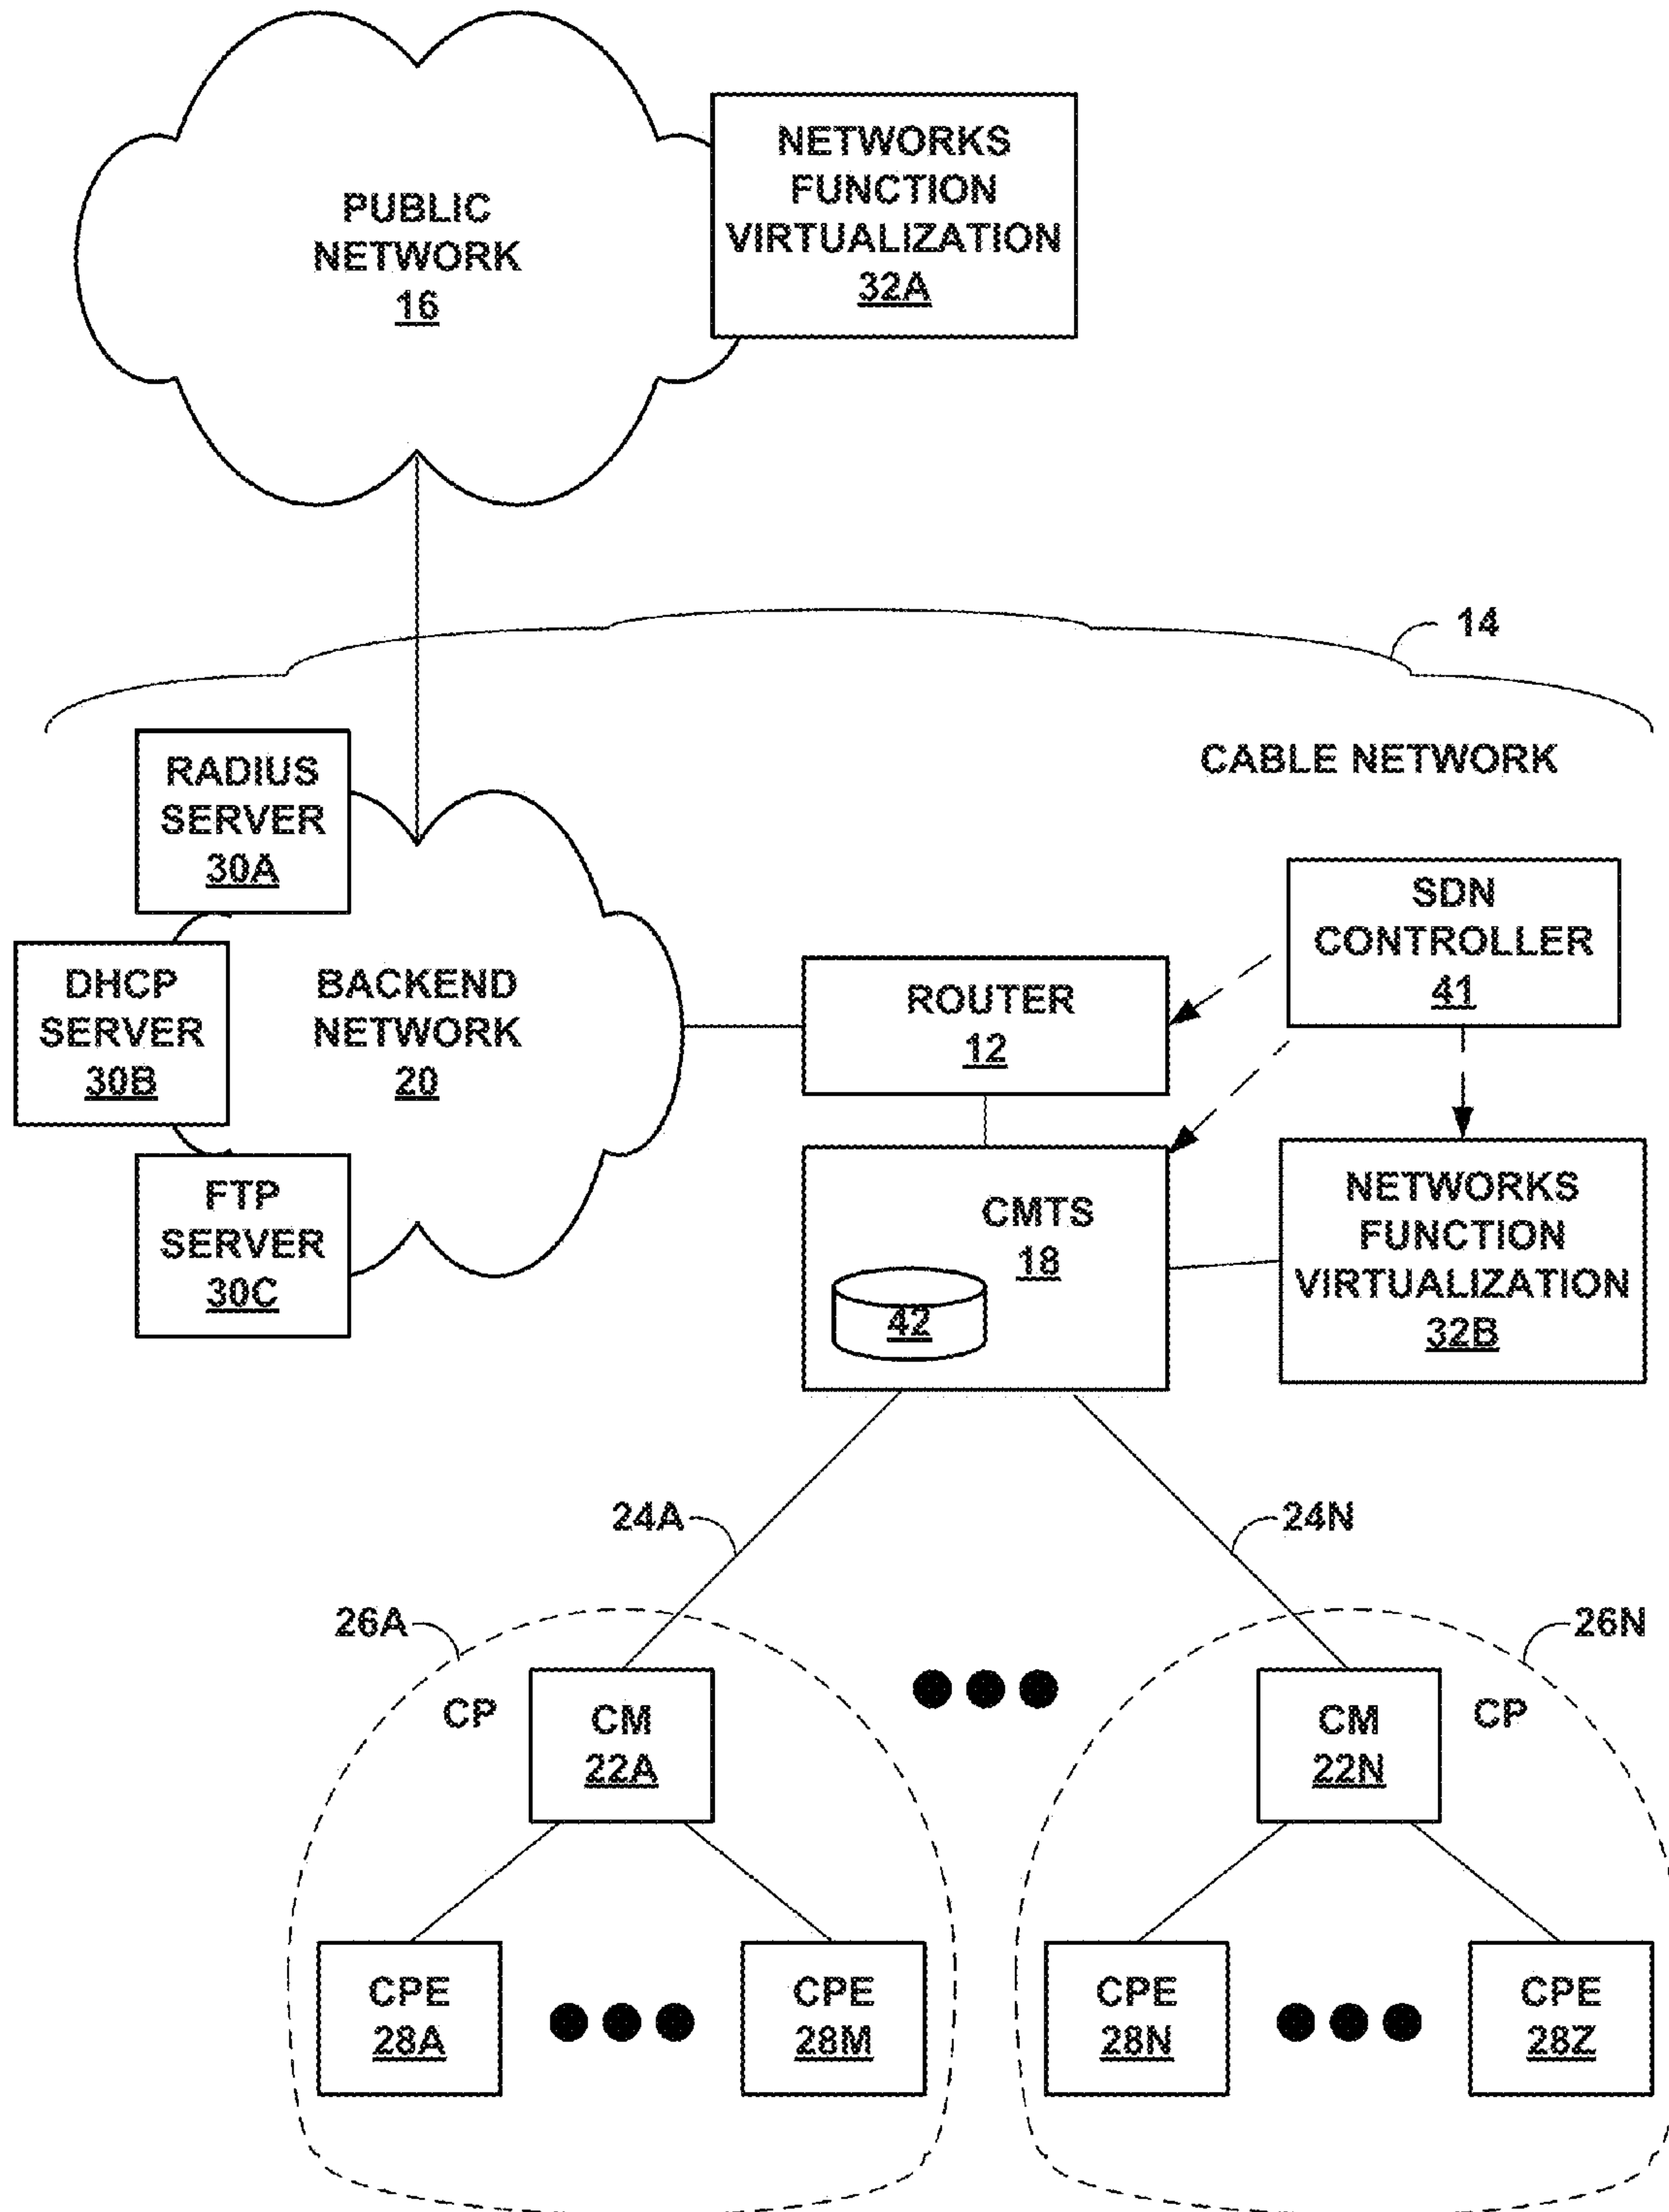 PUBLIC
NETWORK
16
NETWORKS
FUNCTION
VIRTUALIZATION
32A
14
CABLE NETWORK
RADIUS
SERVER
30A
DHCP
SERVER
30B
FTP
SERVER
30C
BACKEND
NETWORK
20
ROUTER
12
SDN
CONTROLLER
41
CMTS
18
42
NETWORKS
FUNCTION
VIRTUALIZATION
32B
24A
24N
26A
26N
CP
CM
22A
CM
22N
CP
CPE
28A
CPE
28M
CPE
28N
CPE
28Z